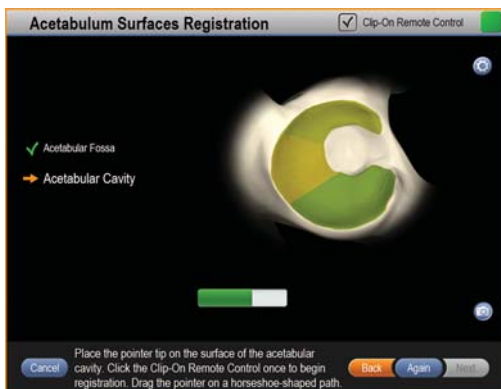 Acetabulum Surfaces Registration
Clip-On Remote Control
Acetabular Fossa
Acetabular Cavity
Place the pointer tip on the surface of the acetabular
cavity. Click the Clip-On Remote Control once to begin
registration. Drag the pointer on a horseshoe-shaped path.
Cancel
Back
Again
Next